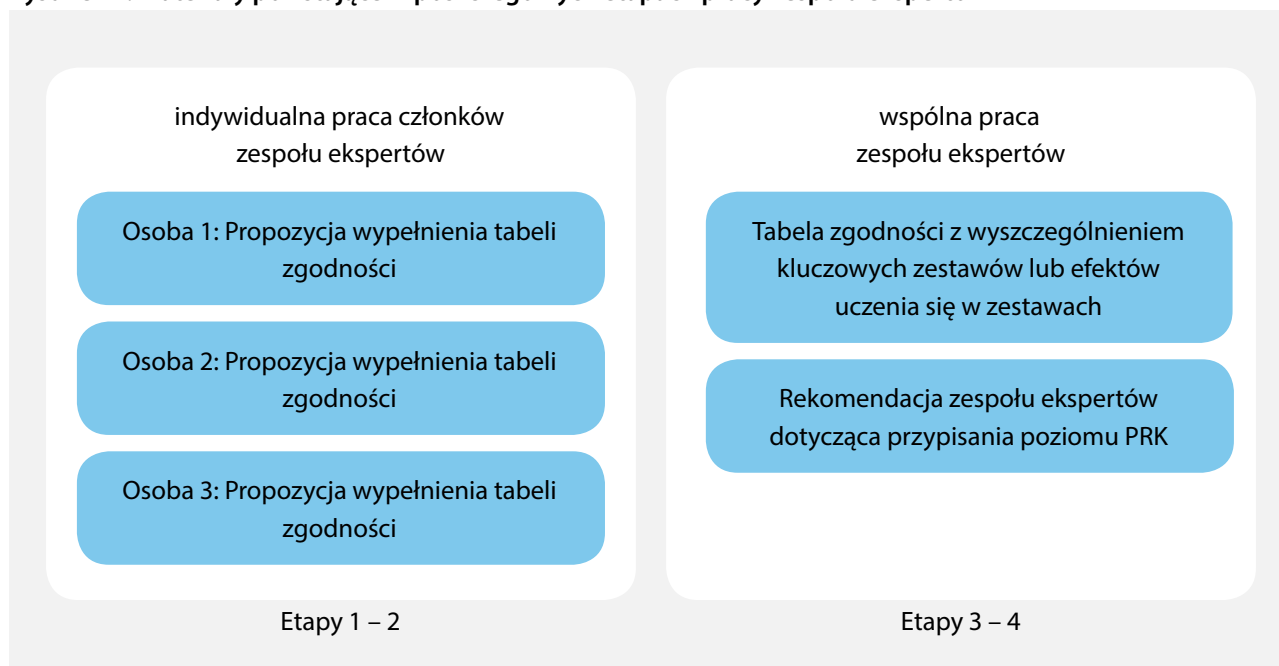 indywidualna praca członków
zespołu ekspertów
Osoba 1: Propozycja wypełnienia tabeli
zgodności
Osoba 2: Propozycja wypełnienia tabeli
zgodności
Osoba 3: Propozycja wypełnienia tabeli
zgodności
Etapy 1 – 2
wspólna praca
zespołu ekspertów
Tabela zgodności z wyszczególnieniem
kluczowych zestawów lub efektów
uczenia się w zestawach
Rekomendacja zespołu ekspertów
dotycząca przypisania poziomu PRK
Etapy 3 – 4